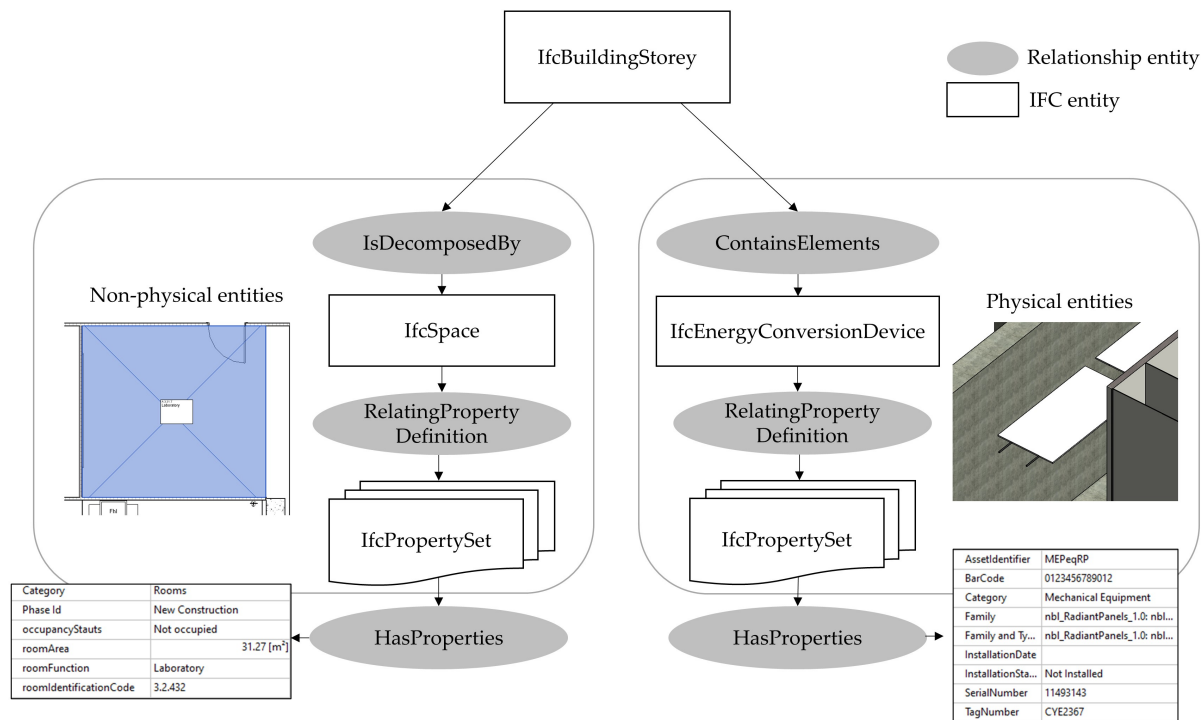 IfcBuildingStorey
Relationship entity
IFC entity
IsDecomposedBy
ContainsElements
Non-physical entities
Physical entities
IfcSpace
IfcEnergyConversionDevice
Laboratory
RelatingProperty
Definition
RelatingProperty
Definition
IfcPropertySet
IfcPropertySet
HasProperties
HasProperties
Category Rooms
Phase Id New Construction
occupancyStauts Not occupied
roomArea 31.27 [m²]
roomFunction Laboratory
roomIdentificationCode 3.2.432
AssetIdentifier MEPeqRP
BarCode 0123456789012
Category Mechanical Equipment
Family nbl_RadiantPanels_1.0: nbl...
Family and Ty... nbl_RadiantPanels_1.0: nbl...
InstallationDate
InstallationSta... Not Installed
SerialNumber 11493143
TagNumber CYE2367